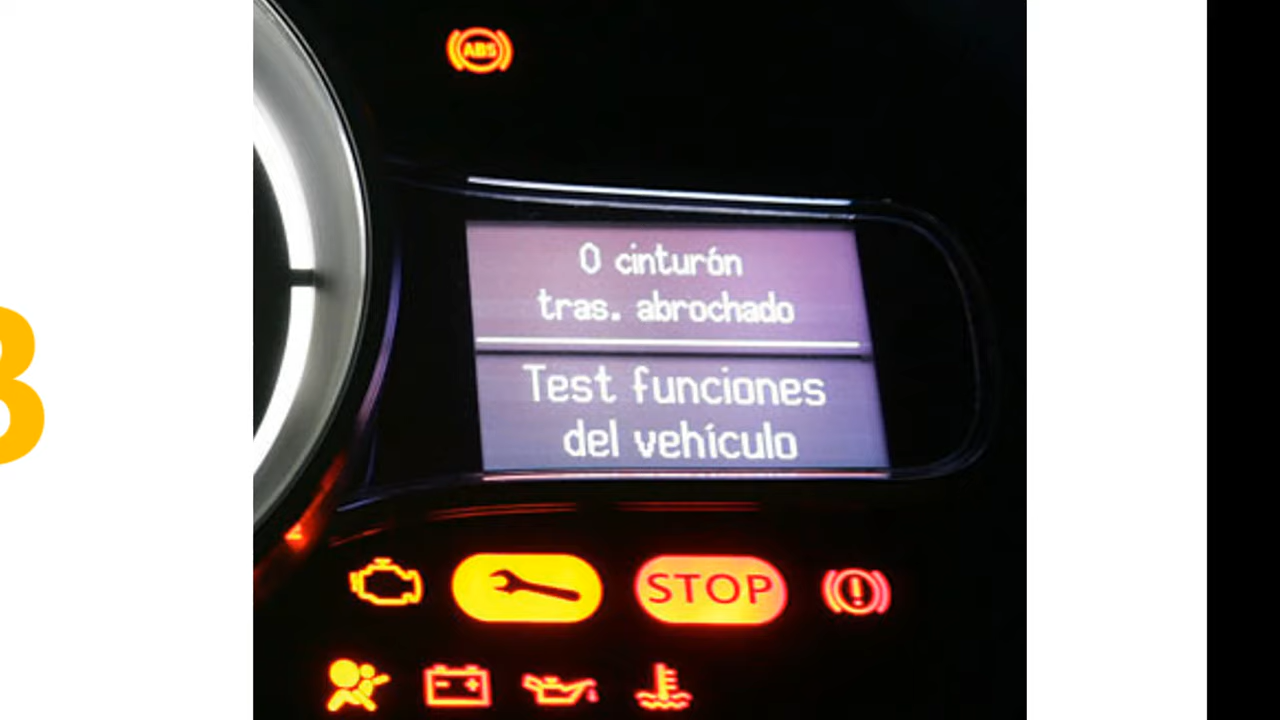 ABS
0 cinturón
tras. abrochado
Test funciones
del vehículo
STOP